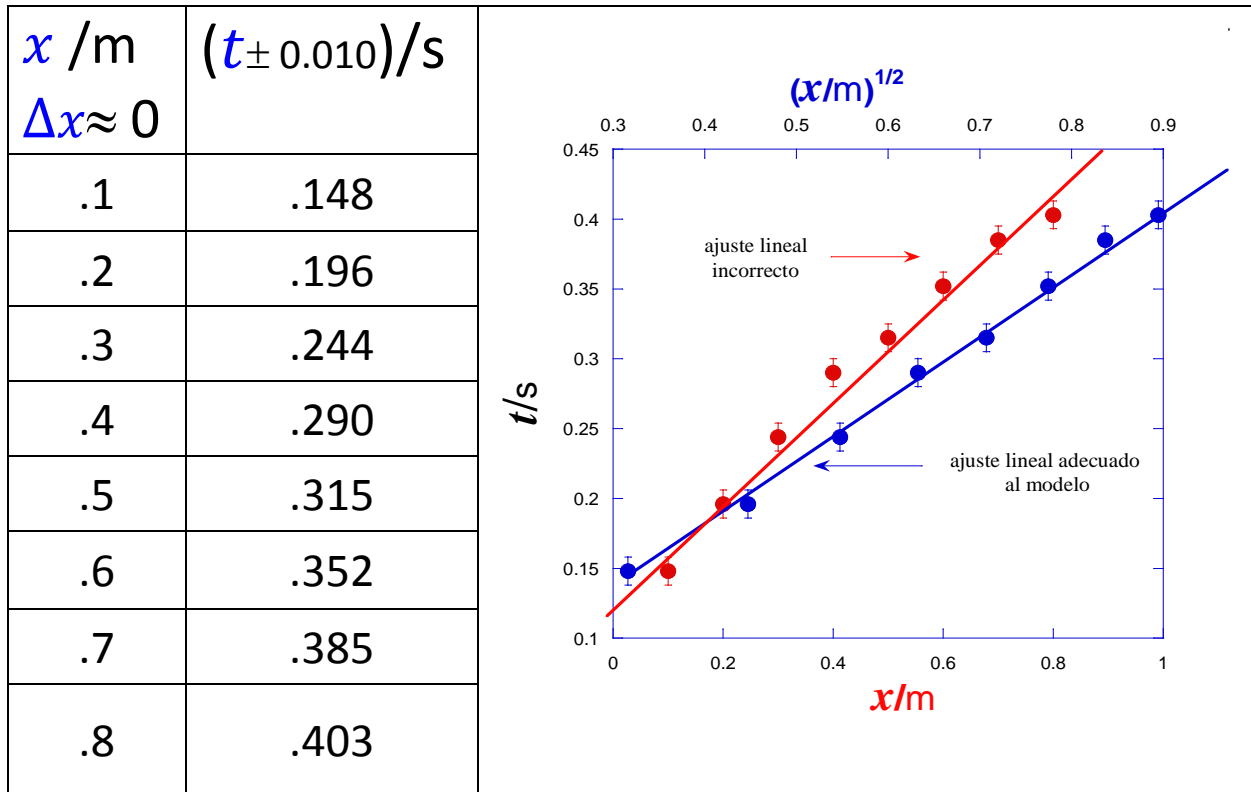 x /m
Δx≈ 0
(t± 0.010)/s
.1
.148
.2
.196
.3
.244
.4
.290
.5
.315
.6
.352
.7
.385
.8
.403
(x/m)1/2
0.3 0.4 0.5 0.6 0.7 0.8 0.9
0.45
0.4
0.35
0.3
0.25
0.2
0.15
0.1
t/s
ajuste lineal
incorrecto
ajuste lineal adecuado
al modelo
0 0.2 0.4 0.6 0.8 1
x/m